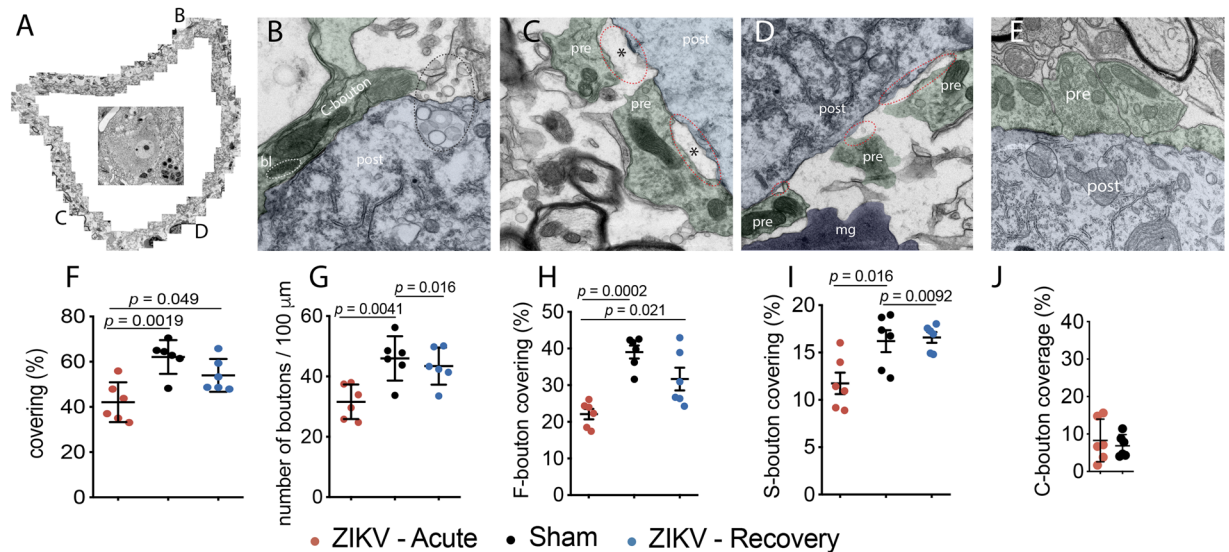 A
B
C
D
B
C-bouton
bl
post
C
pre
*
post
pre
*
D
post
pre
pre
pre
mg
E
pre
post
F
covering (%)
p = 0.049
p = 0.0019
80
60
40
20
0
G
number of boutons / 100 μm
p = 0.016
p = 0.0041
60
40
20
0
H
F-bouton covering (%)
p = 0.0002
p = 0.021
50
40
30
20
10
0
I
S-bouton covering (%)
p = 0.016
p = 0.0092
20
15
10
5
0
J
C-bouton coverage (%)
40
30
20
10
0
ZIKV - Acute
Sham
ZIKV - Recovery